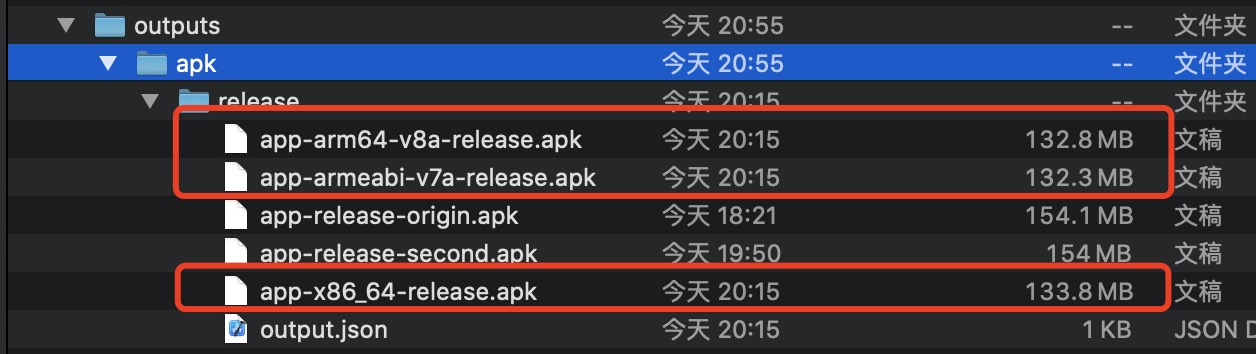 outputs 今天 20:55 -- 文件夹
apk 今天 20:55 -- 文件夹
release 今天 20:15 -- 文件夹
app-arm64-v8a-release.apk 今天 20:15 132.8 MB 文稿
app-armeabi-v7a-release.apk 今天 20:15 132.3 MB 文稿
app-release-origin.apk 今天 18:21 154.1 MB 文稿
app-release-second.apk 今天 19:50 154 MB 文稿
app-x86_64-release.apk 今天 20:15 133.8 MB 文稿
output.json 今天 20:15 1 KB JSON D